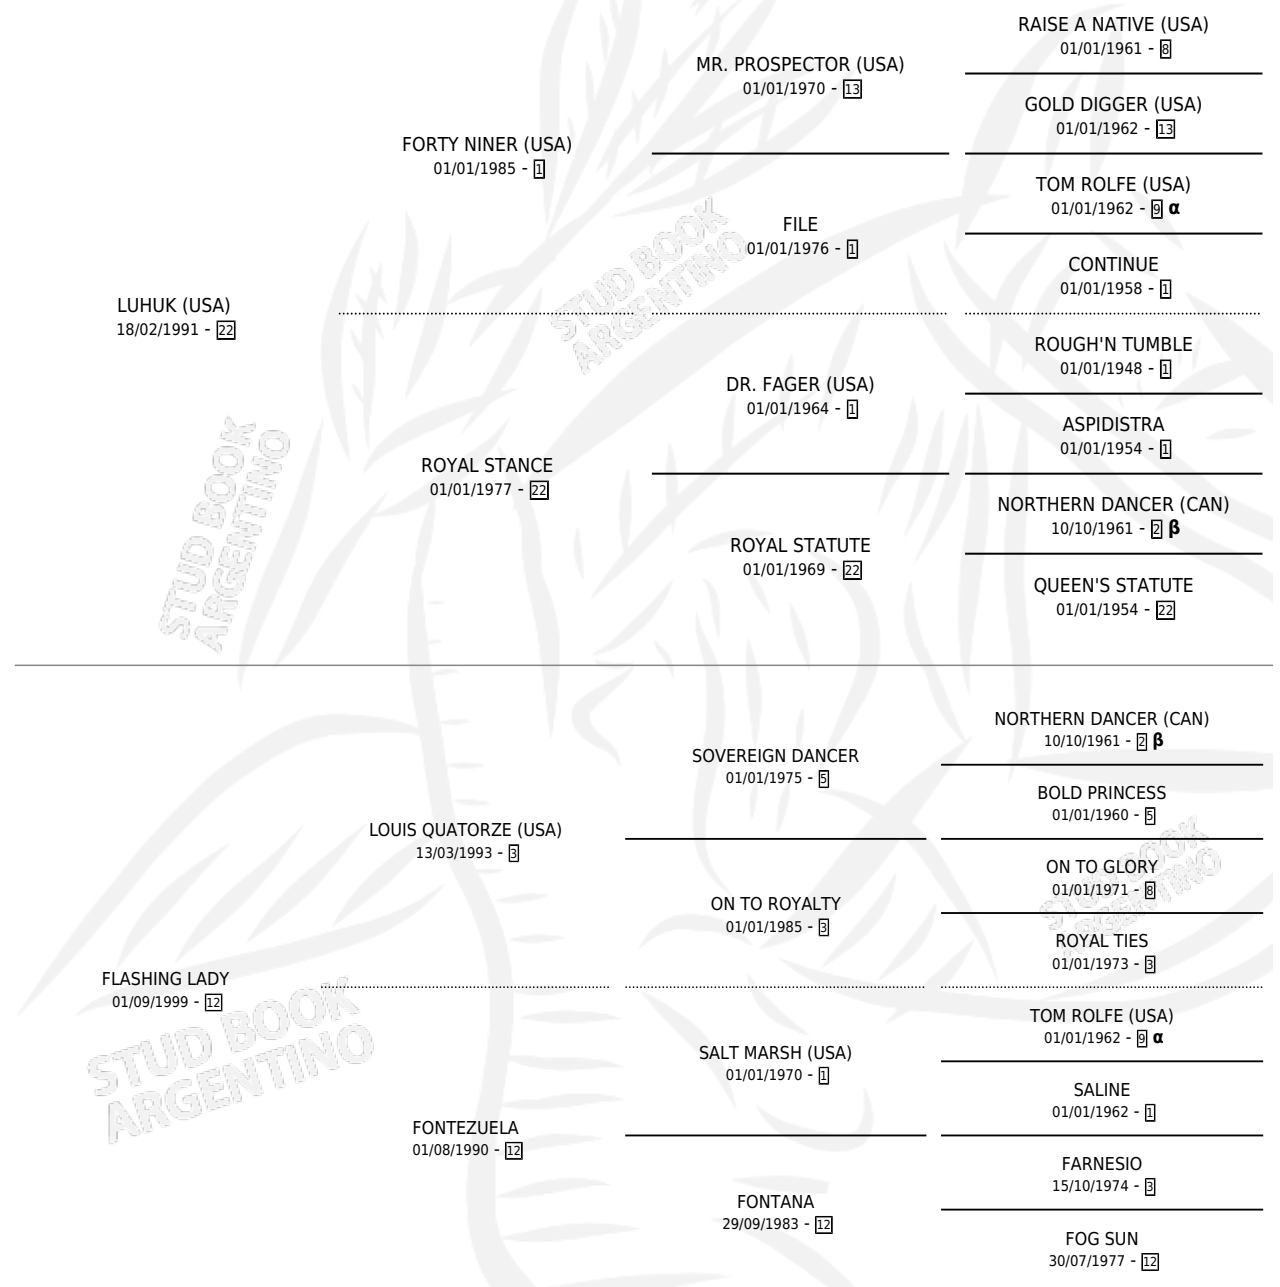 RAISE A NATIVE (USA)
01/01/1961 - 8
MR. PROSPECTOR (USA)
01/01/1970 - 13
GOLD DIGGER (USA)
01/01/1962 - 13
FORTY NINER (USA)
01/01/1985 - 1
TOM ROLFE (USA)
01/01/1962 - 9 α
FILE
01/01/1976 - 1
CONTINUE
01/01/1958 - 1
STUD BOOK
ARGENTINO
LUHUK (USA)
18/02/1991 - 22
ROUGH'N TUMBLE
01/01/1948 - 1
DR. FAGER (USA)
01/01/1964 - 1
ASPIDISTRA
01/01/1954 - 1
ROYAL STANCE
01/01/1977 - 22
NORTHERN DANCER (CAN)
10/10/1961 - 2 β
ROYAL STATUTE
01/01/1969 - 22
QUEEN'S STATUTE
01/01/1954 - 22
STUD BOOK
ARGENTINO
NORTHERN DANCER (CAN)
10/10/1961 - 2 β
SOVEREIGN DANCER
01/01/1975 - 5
BOLD PRINCESS
01/01/1960 - 5
LOUIS QUATORZE (USA)
13/03/1993 - 3
ON TO GLORY
01/01/1971 - 8
ON TO ROYALTY
01/01/1985 - 3
STUD BOOK
ARGENTINO
ROYAL TIES
01/01/1973 - 3
FLASHING LADY
01/09/1999 - 12
TOM ROLFE (USA)
01/01/1962 - 9 α
STUD BOOK
ARGENTINO
SALT MARSH (USA)
01/01/1970 - 1
SALINE
01/01/1962 - 1
FONTEZUELA
01/08/1990 - 12
FARNESIO
15/10/1974 - 3
FONTANA
29/09/1983 - 12
FOG SUN
30/07/1977 - 12